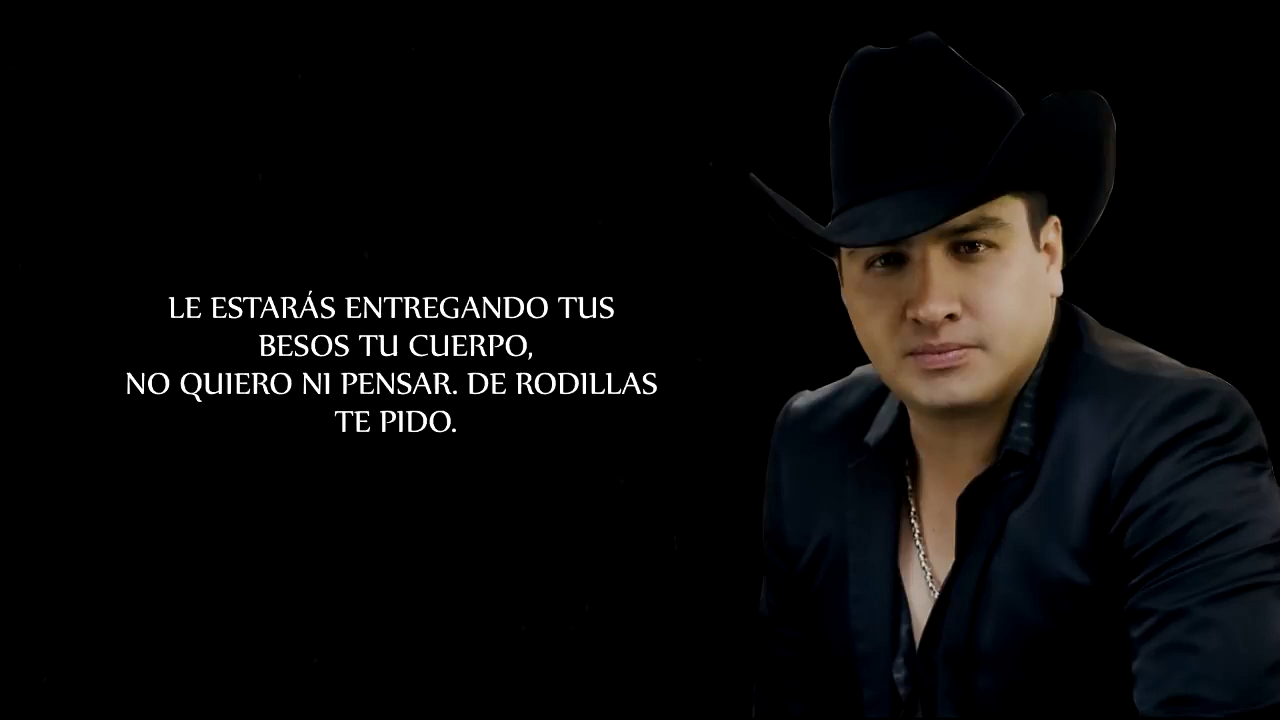 LE ESTARÁS ENTREGANDO TUS
BESOS TU CUERPO,
NO QUIERO NI PENSAR. DE RODILLAS
TE PIDO.